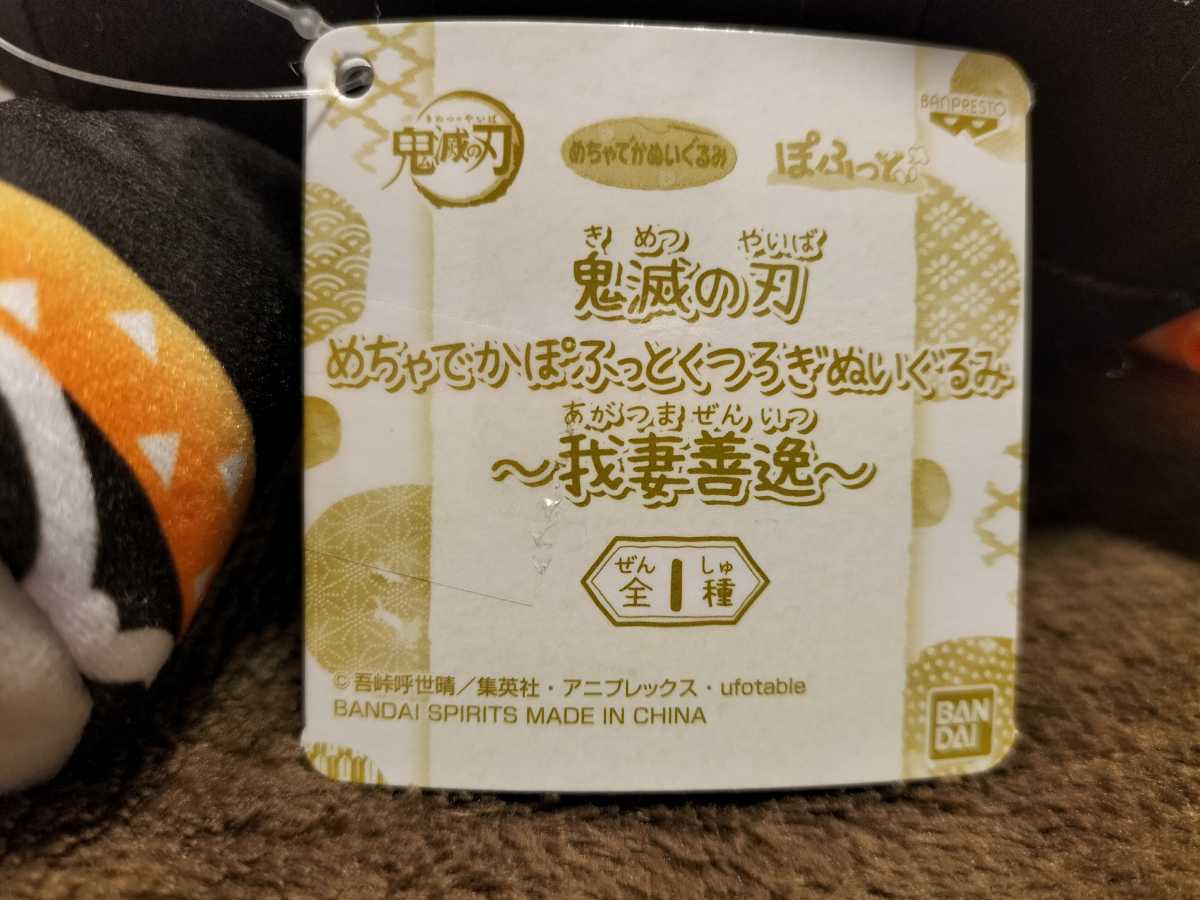 きめつのやいば
鬼滅の刃
めちゃでかぬいぐるみ
ぽふっと
BANPRESTO
き めつ やいば
鬼滅の刃
めちゃでかぽふっとくつろぎぬいぐるみ
あがつま ぜんいつ
～我妻善逸～
ぜん しゅ
全1種
©吾峠呼世晴／集英社・アニプレックス・ufotable
BANDAI SPIRITS MADE IN CHINA
BAN
DAI